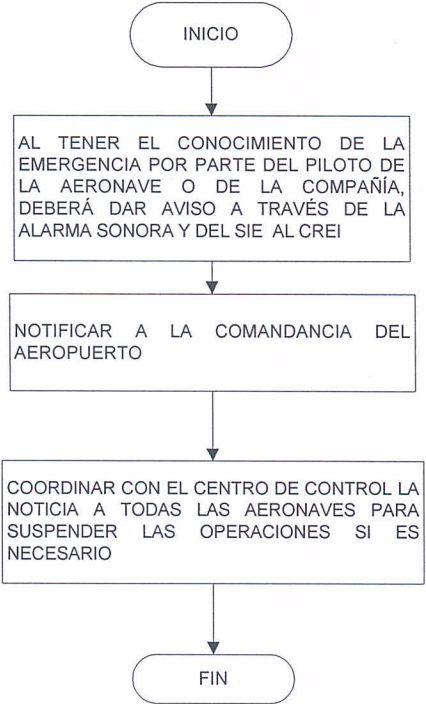 INICIO
AL TENER EL CONOCIMIENTO DE LA
EMERGENCIA POR PARTE DEL PILOTO DE
LA AERONAVE O DE LA COMPAÑÍA,
DEBERÁ DAR AVISO A TRAVÉS DE LA
ALARMA SONORA Y DEL SIE AL CREI
NOTIFICAR A LA COMANDANCIA DEL
AEROPUERTO
COORDINAR CON EL CENTRO DE CONTROL LA
NOTICIA A TODAS LAS AERONAVES PARA
SUSPENDER LAS OPERACIONES SI ES
NECESARIO
FIN